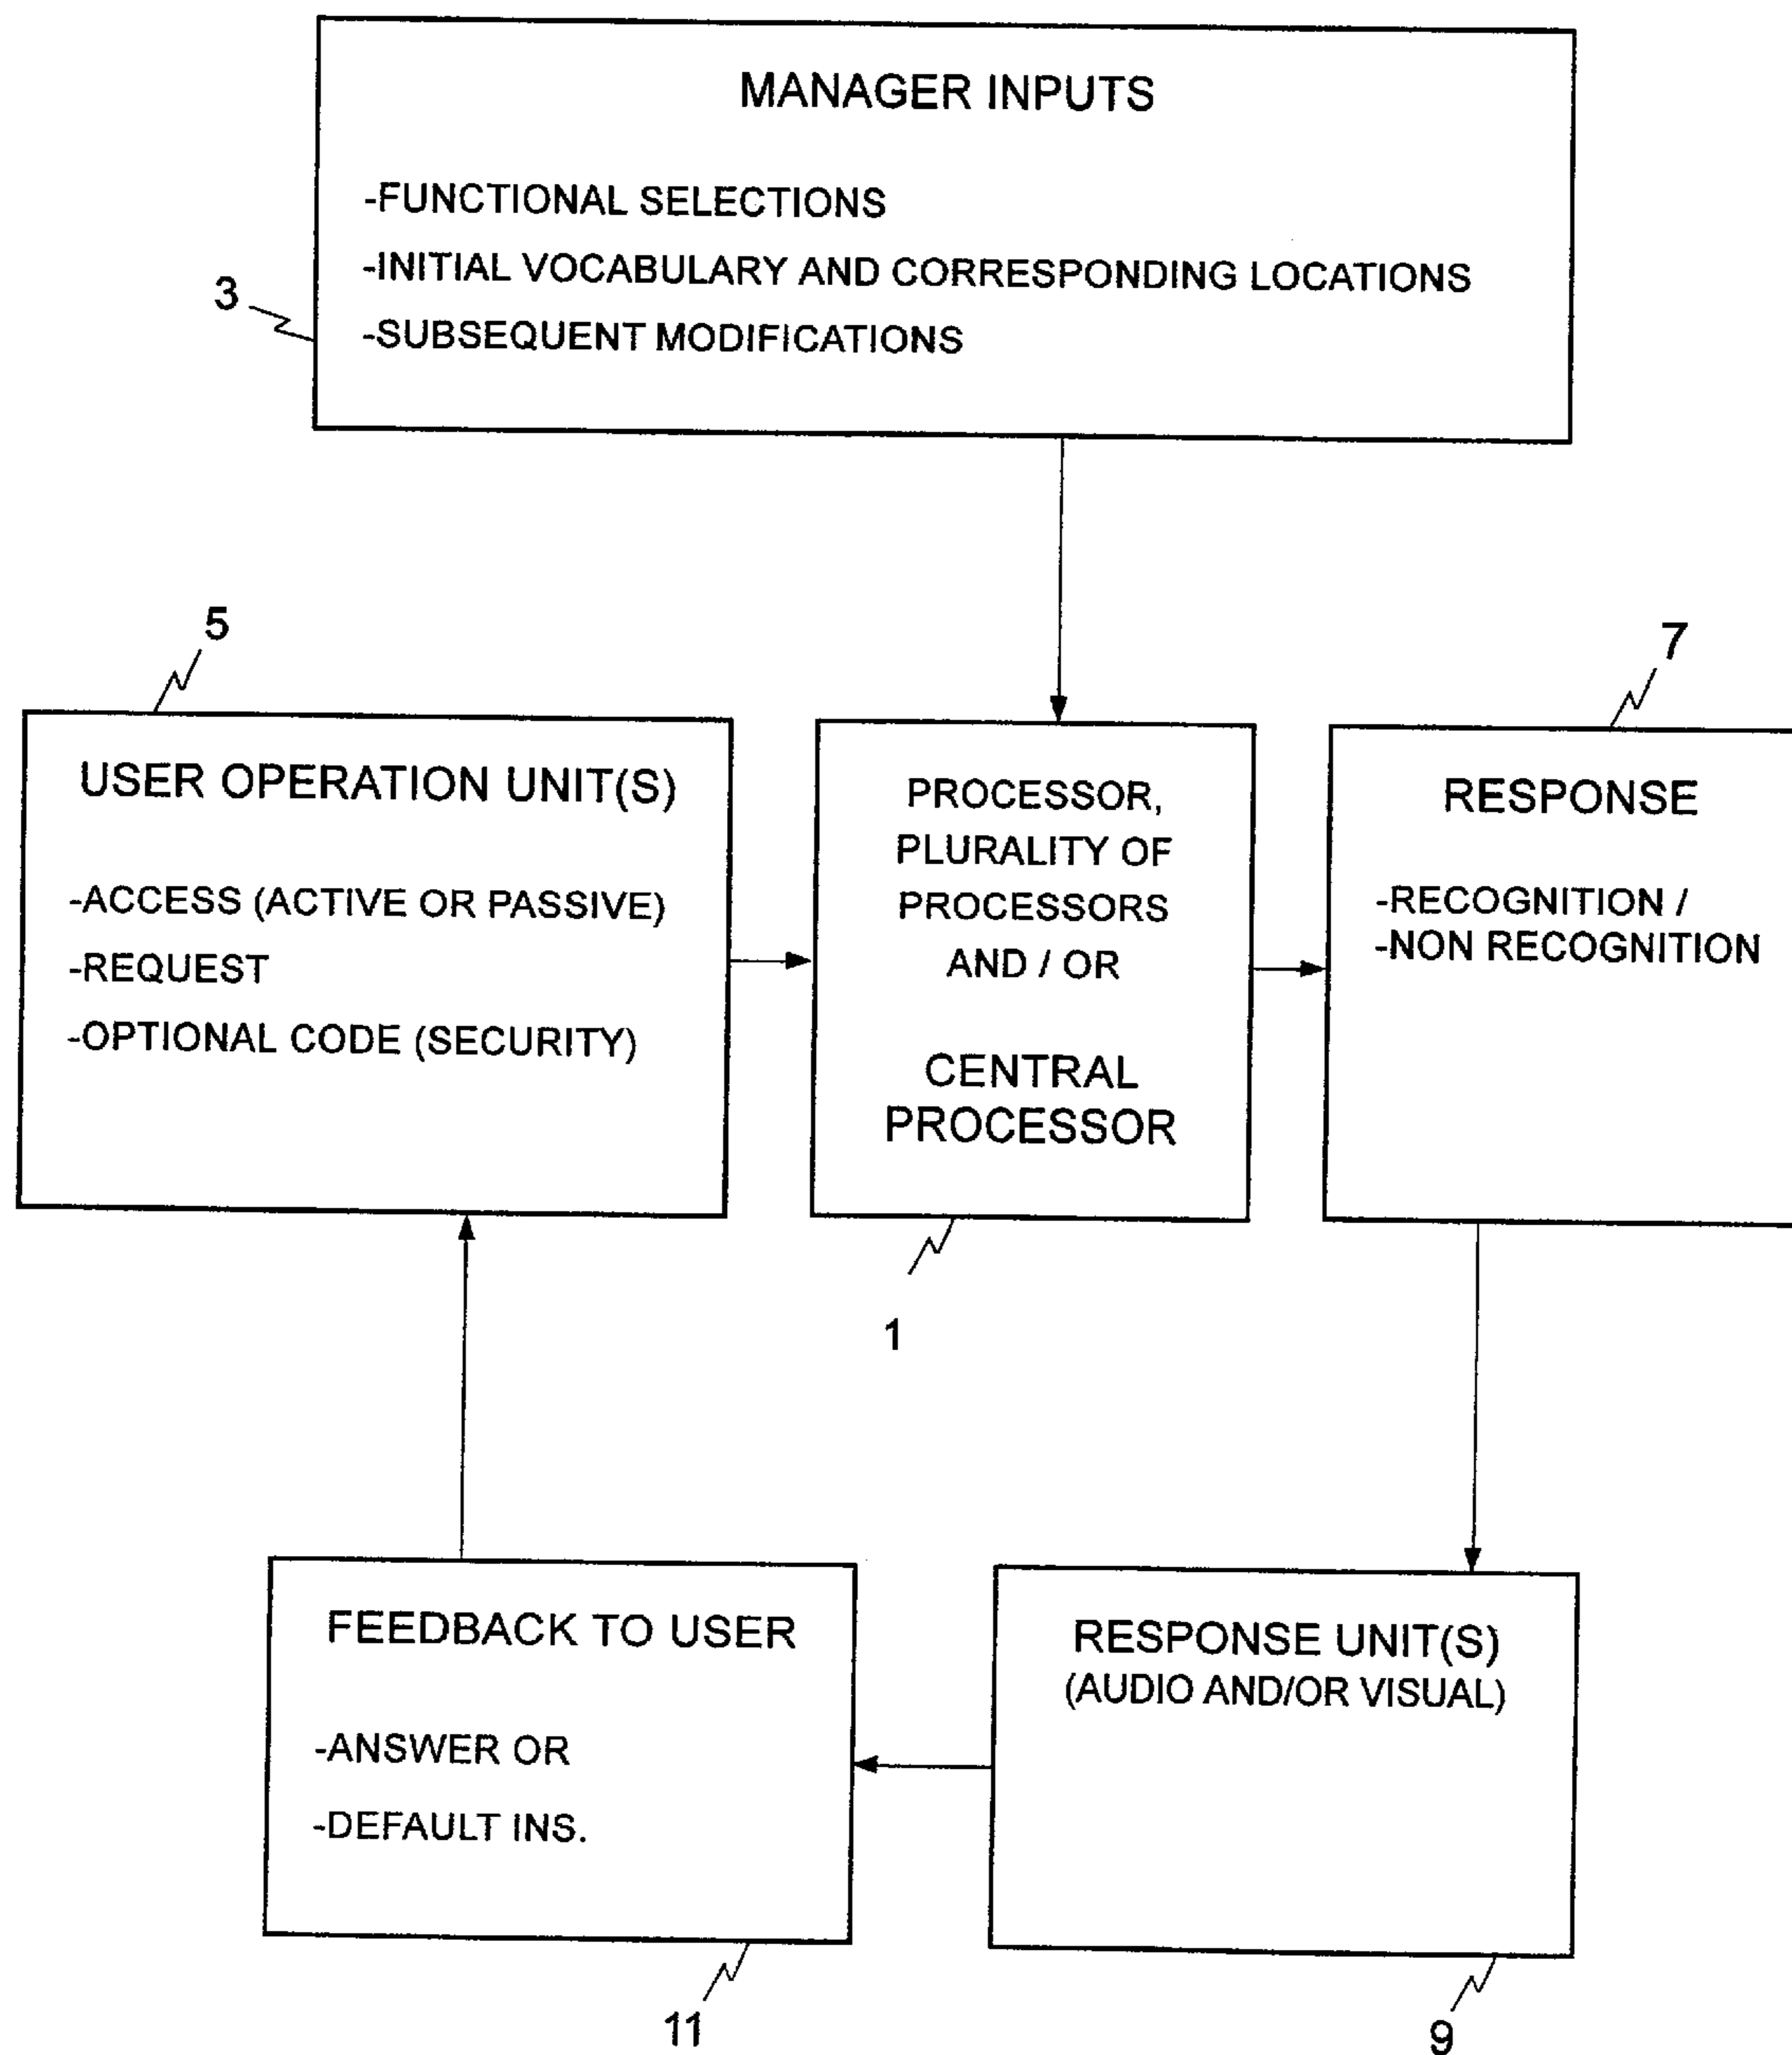 MANAGER INPUTS
-FUNCTIONAL SELECTIONS
-INITIAL VOCABULARY AND CORRESPONDING LOCATIONS
-SUBSEQUENT MODIFICATIONS
3
5
USER OPERATION UNIT(S)
-ACCESS (ACTIVE OR PASSIVE)
-REQUEST
-OPTIONAL CODE (SECURITY)
PROCESSOR,
PLURALITY OF
PROCESSORS
AND / OR
CENTRAL
PROCESSOR
1
7
RESPONSE
-RECOGNITION /
-NON RECOGNITION
FEEDBACK TO USER
-ANSWER OR
-DEFAULT INS.
11
RESPONSE UNIT(S)
(AUDIO AND/OR VISUAL)
9